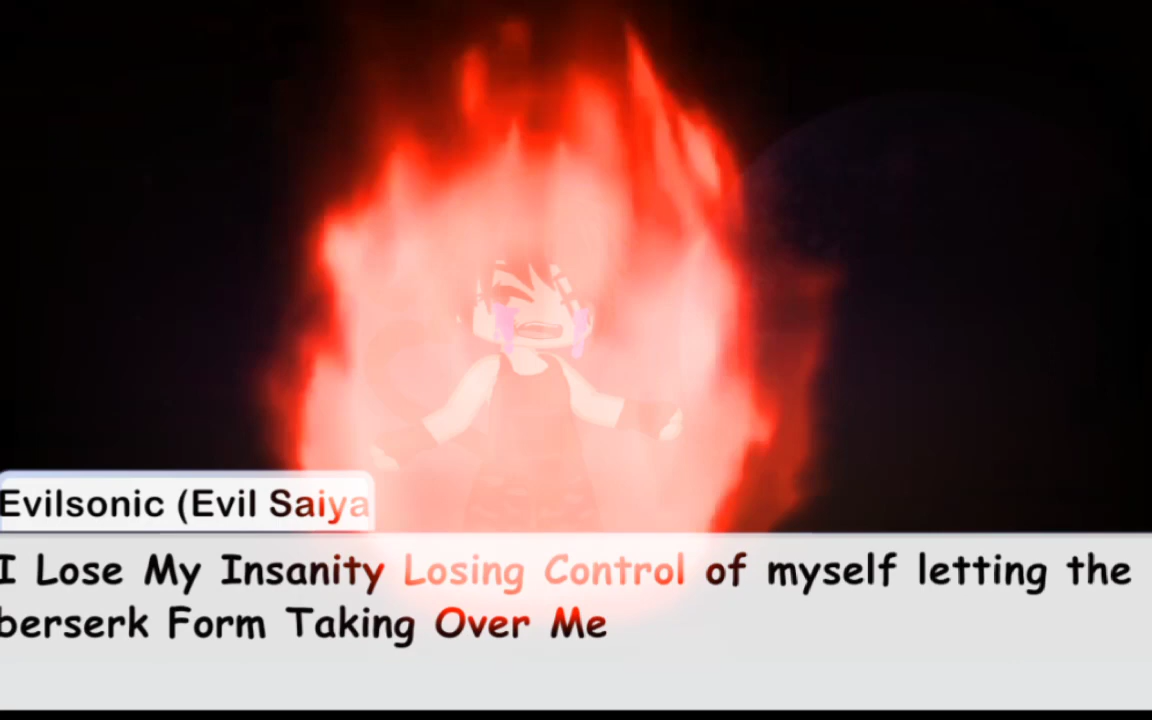 Evilsonic (Evil Saiya
I Lose My Insanity Losing Control of myself letting the
berserk Form Taking Over Me